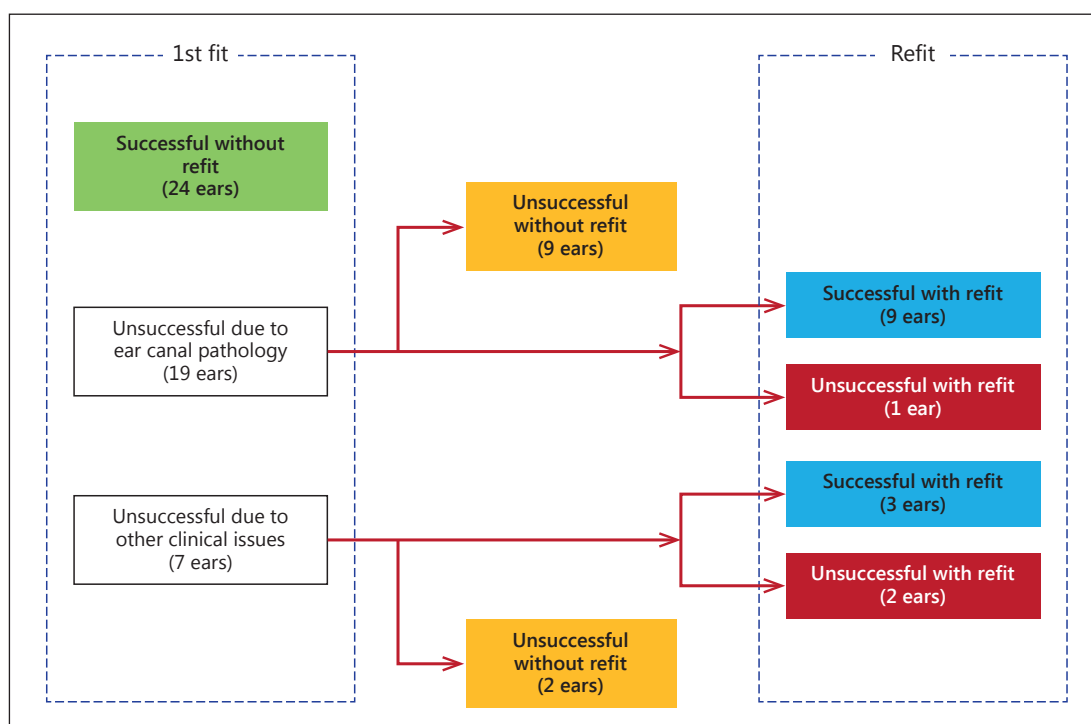 1st fit
Refit
Successful without
refit
(24 ears)
Unsuccessful
without refit
(9 ears)
Successful with refit
(9 ears)
Unsuccessful due to
ear canal pathology
(19 ears)
Unsuccessful with refit
(1 ear)
Successful with refit
(3 ears)
Unsuccessful due to
other clinical issues
(7 ears)
Unsuccessful with refit
(2 ears)
Unsuccessful
without refit
(2 ears)